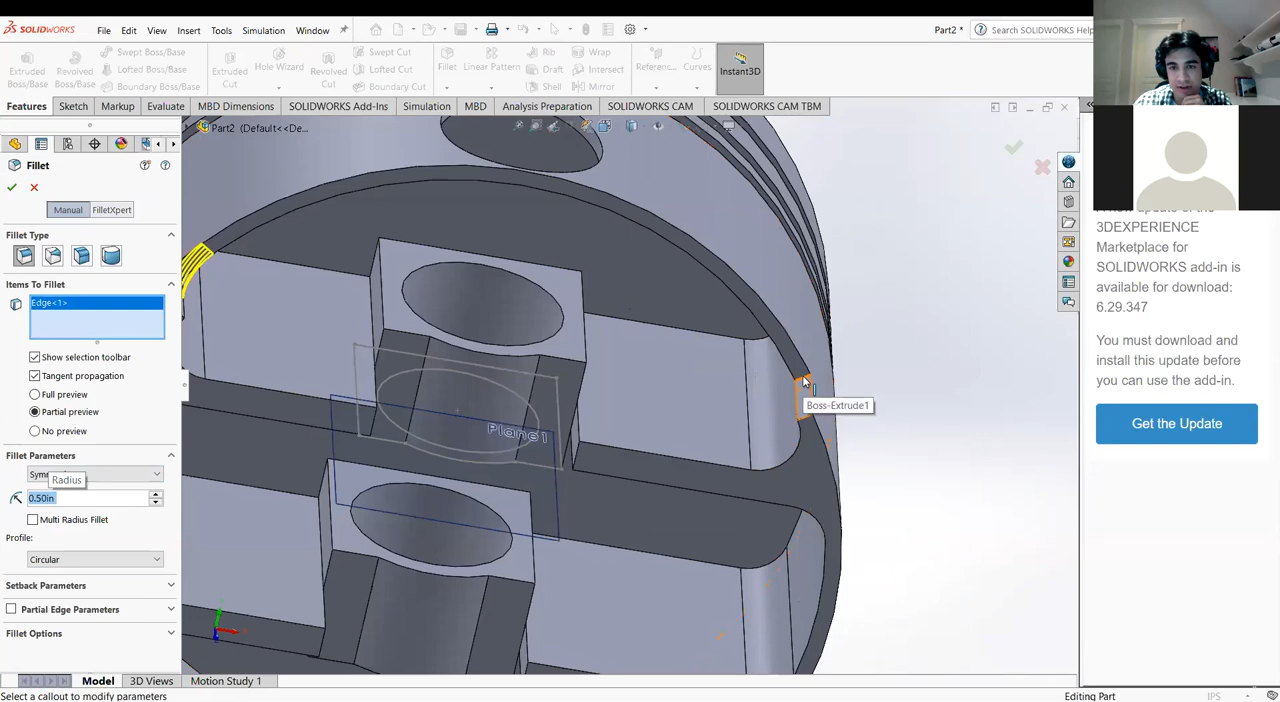 SOLIDWORKS File Edit View Insert Tools Simulation Window Part2 * Search SOLIDWORKS Help
Extruded Boss/Base Revolved Boss/Base Swept Boss/Base Lofted Boss/Base Boundary Boss/Base Extruded Cut Hole Wizard Revolved Cut Swept Cut Lofted Cut Boundary Cut Fillet Linear Pattern Rib Draft Shell Wrap Intersect Mirror Referenc... Curves Instant3D
Features Sketch Markup Evaluate MBD Dimensions SOLIDWORKS Add-Ins Simulation MBD Analysis Preparation SOLIDWORKS CAM SOLIDWORKS CAM TBM
Part2 (Default<<De...
Fillet
Manual FilletXpert
Fillet Type
Items To Fillet
Edge<1>
Show selection toolbar
Tangent propagation
Full preview
Partial preview
No preview
Fillet Parameters
Radius
0.50in
Multi Radius Fillet
Profile:
Circular
Setback Parameters
Partial Edge Parameters
Fillet Options
Plane1
Boss-Extrude1
3DEXPERIENCE
Marketplace for
SOLIDWORKS add-in is
available for download:
6.29.347
You must download and
install this update before
you can use the add-in.
Get the Update
Model 3D Views Motion Study 1
Select a callout to modify parameters Editing Part IPS